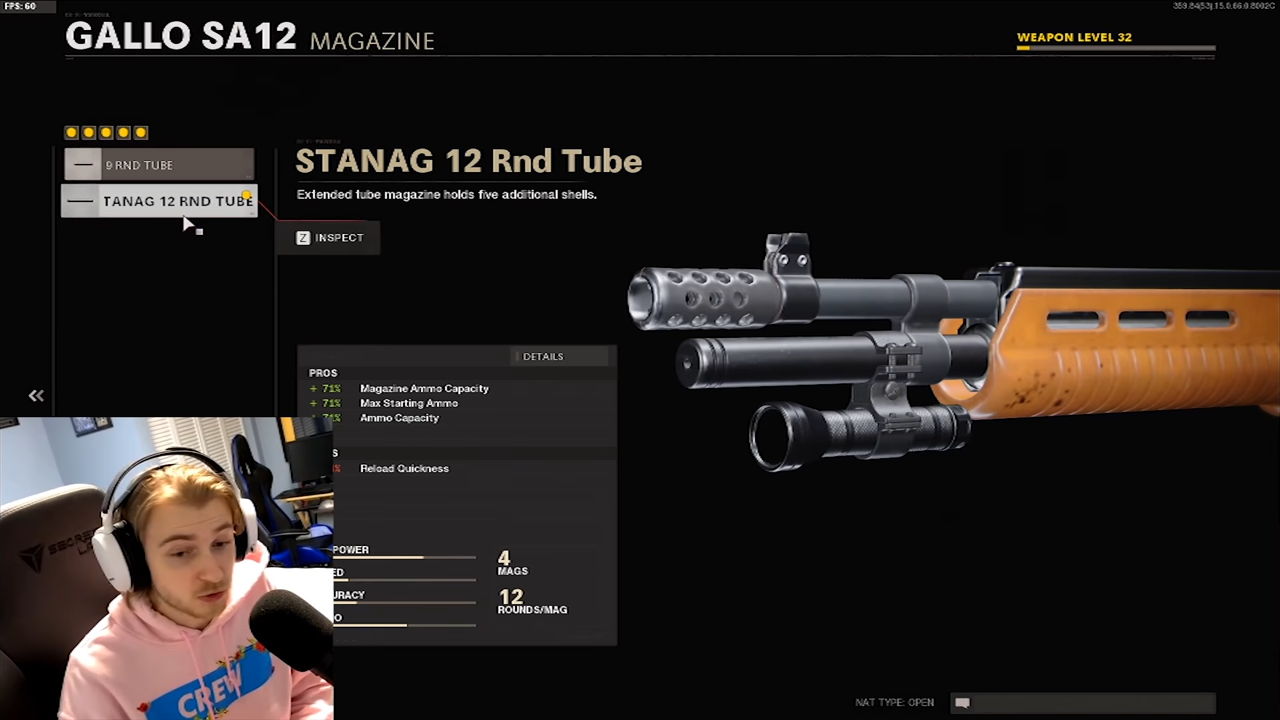 FPS: 60
GALLO SA12 MAGAZINE
WEAPON LEVEL 32
9 RND TUBE
TANAG 12 RND TUBE
STANAG 12 Rnd Tube
Extended tube magazine holds five additional shells.
Z INSPECT
DETAILS
PROS
+ 71% Magazine Ammo Capacity
+ 71% Max Starting Ammo
Ammo Capacity
Reload Quickness
POWER
4
MAGS
12
ROUNDS/MAG
CREW
NAT TYPE: OPEN